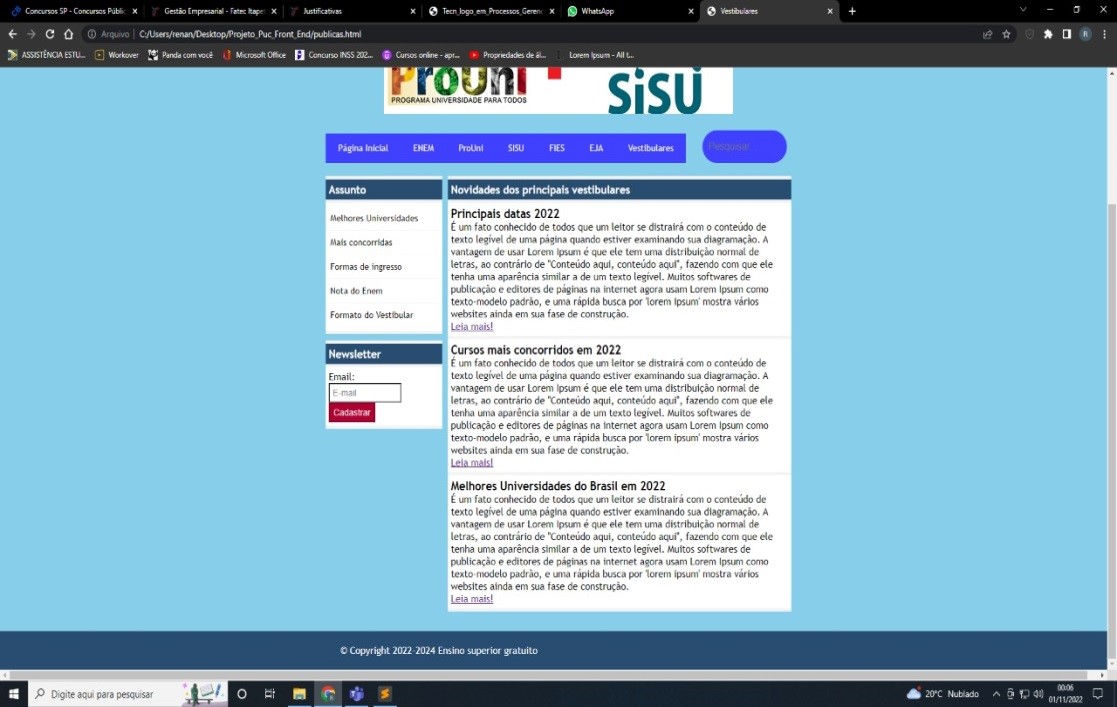 Concursos SP - Concursos Públic
Gestão Empresarial - Fatec Itapet
Justificativas
Tecn_logo_em_Processos_Gerenc
WhatsApp
Vestibulares
Arquivo | C:/Users/renan/Desktop/Projeto_Puc_Front_End/publicas.html
R
ASSISTÊNCIA ESTU...
Workover
Panda com você
Microsoft Office
Concurso INSS 202...
Cursos online - apr...
Propriedades de ál...
Lorem Ipsum - All t...
ProUni
PROGRAMA UNIVERSIDADE PARA TODOS
SiSU
Página Inicial ENEM ProUni SISU FIES EJA Vestibulares
Pesquisar...
Assunto
Melhores Universidades
Mais concorridas
Formas de ingresso
Nota do Enem
Formato do Vestibular
Newsletter
Email:
E-mail
Cadastrar
Novidades dos principais vestibulares
Principais datas 2022
É um fato conhecido de todos que um leitor se distrairá com o conteúdo de
texto legível de uma página quando estiver examinando sua diagramação. A
vantagem de usar Lorem Ipsum é que ele tem uma distribuição normal de
letras, ao contrário de "Conteúdo aqui, conteúdo aqui", fazendo com que ele
tenha uma aparência similar a de um texto legível. Muitos softwares de
publicação e editores de páginas na internet agora usam Lorem Ipsum como
texto-modelo padrão, e uma rápida busca por 'lorem ipsum' mostra vários
websites ainda em sua fase de construção.
Leia mais!
Cursos mais concorridos em 2022
É um fato conhecido de todos que um leitor se distrairá com o conteúdo de
texto legível de uma página quando estiver examinando sua diagramação. A
vantagem de usar Lorem Ipsum é que ele tem uma distribuição normal de
letras, ao contrário de "Conteúdo aqui, conteúdo aqui", fazendo com que ele
tenha uma aparência similar a de um texto legível. Muitos softwares de
publicação e editores de páginas na internet agora usam Lorem Ipsum como
texto-modelo padrão, e uma rápida busca por 'lorem ipsum' mostra vários
websites ainda em sua fase de construção.
Leia mais!
Melhores Universidades do Brasil em 2022
É um fato conhecido de todos que um leitor se distrairá com o conteúdo de
texto legível de uma página quando estiver examinando sua diagramação. A
vantagem de usar Lorem Ipsum é que ele tem uma distribuição normal de
letras, ao contrário de "Conteúdo aqui, conteúdo aqui", fazendo com que ele
tenha uma aparência similar a de um texto legível. Muitos softwares de
publicação e editores de páginas na internet agora usam Lorem Ipsum como
texto-modelo padrão, e uma rápida busca por 'lorem ipsum' mostra vários
websites ainda em sua fase de construção.
Leia mais!
© Copyright 2022-2024 Ensino superior gratuito
Digite aqui para pesquisar
20°C Nublado
00:06
01/11/2022